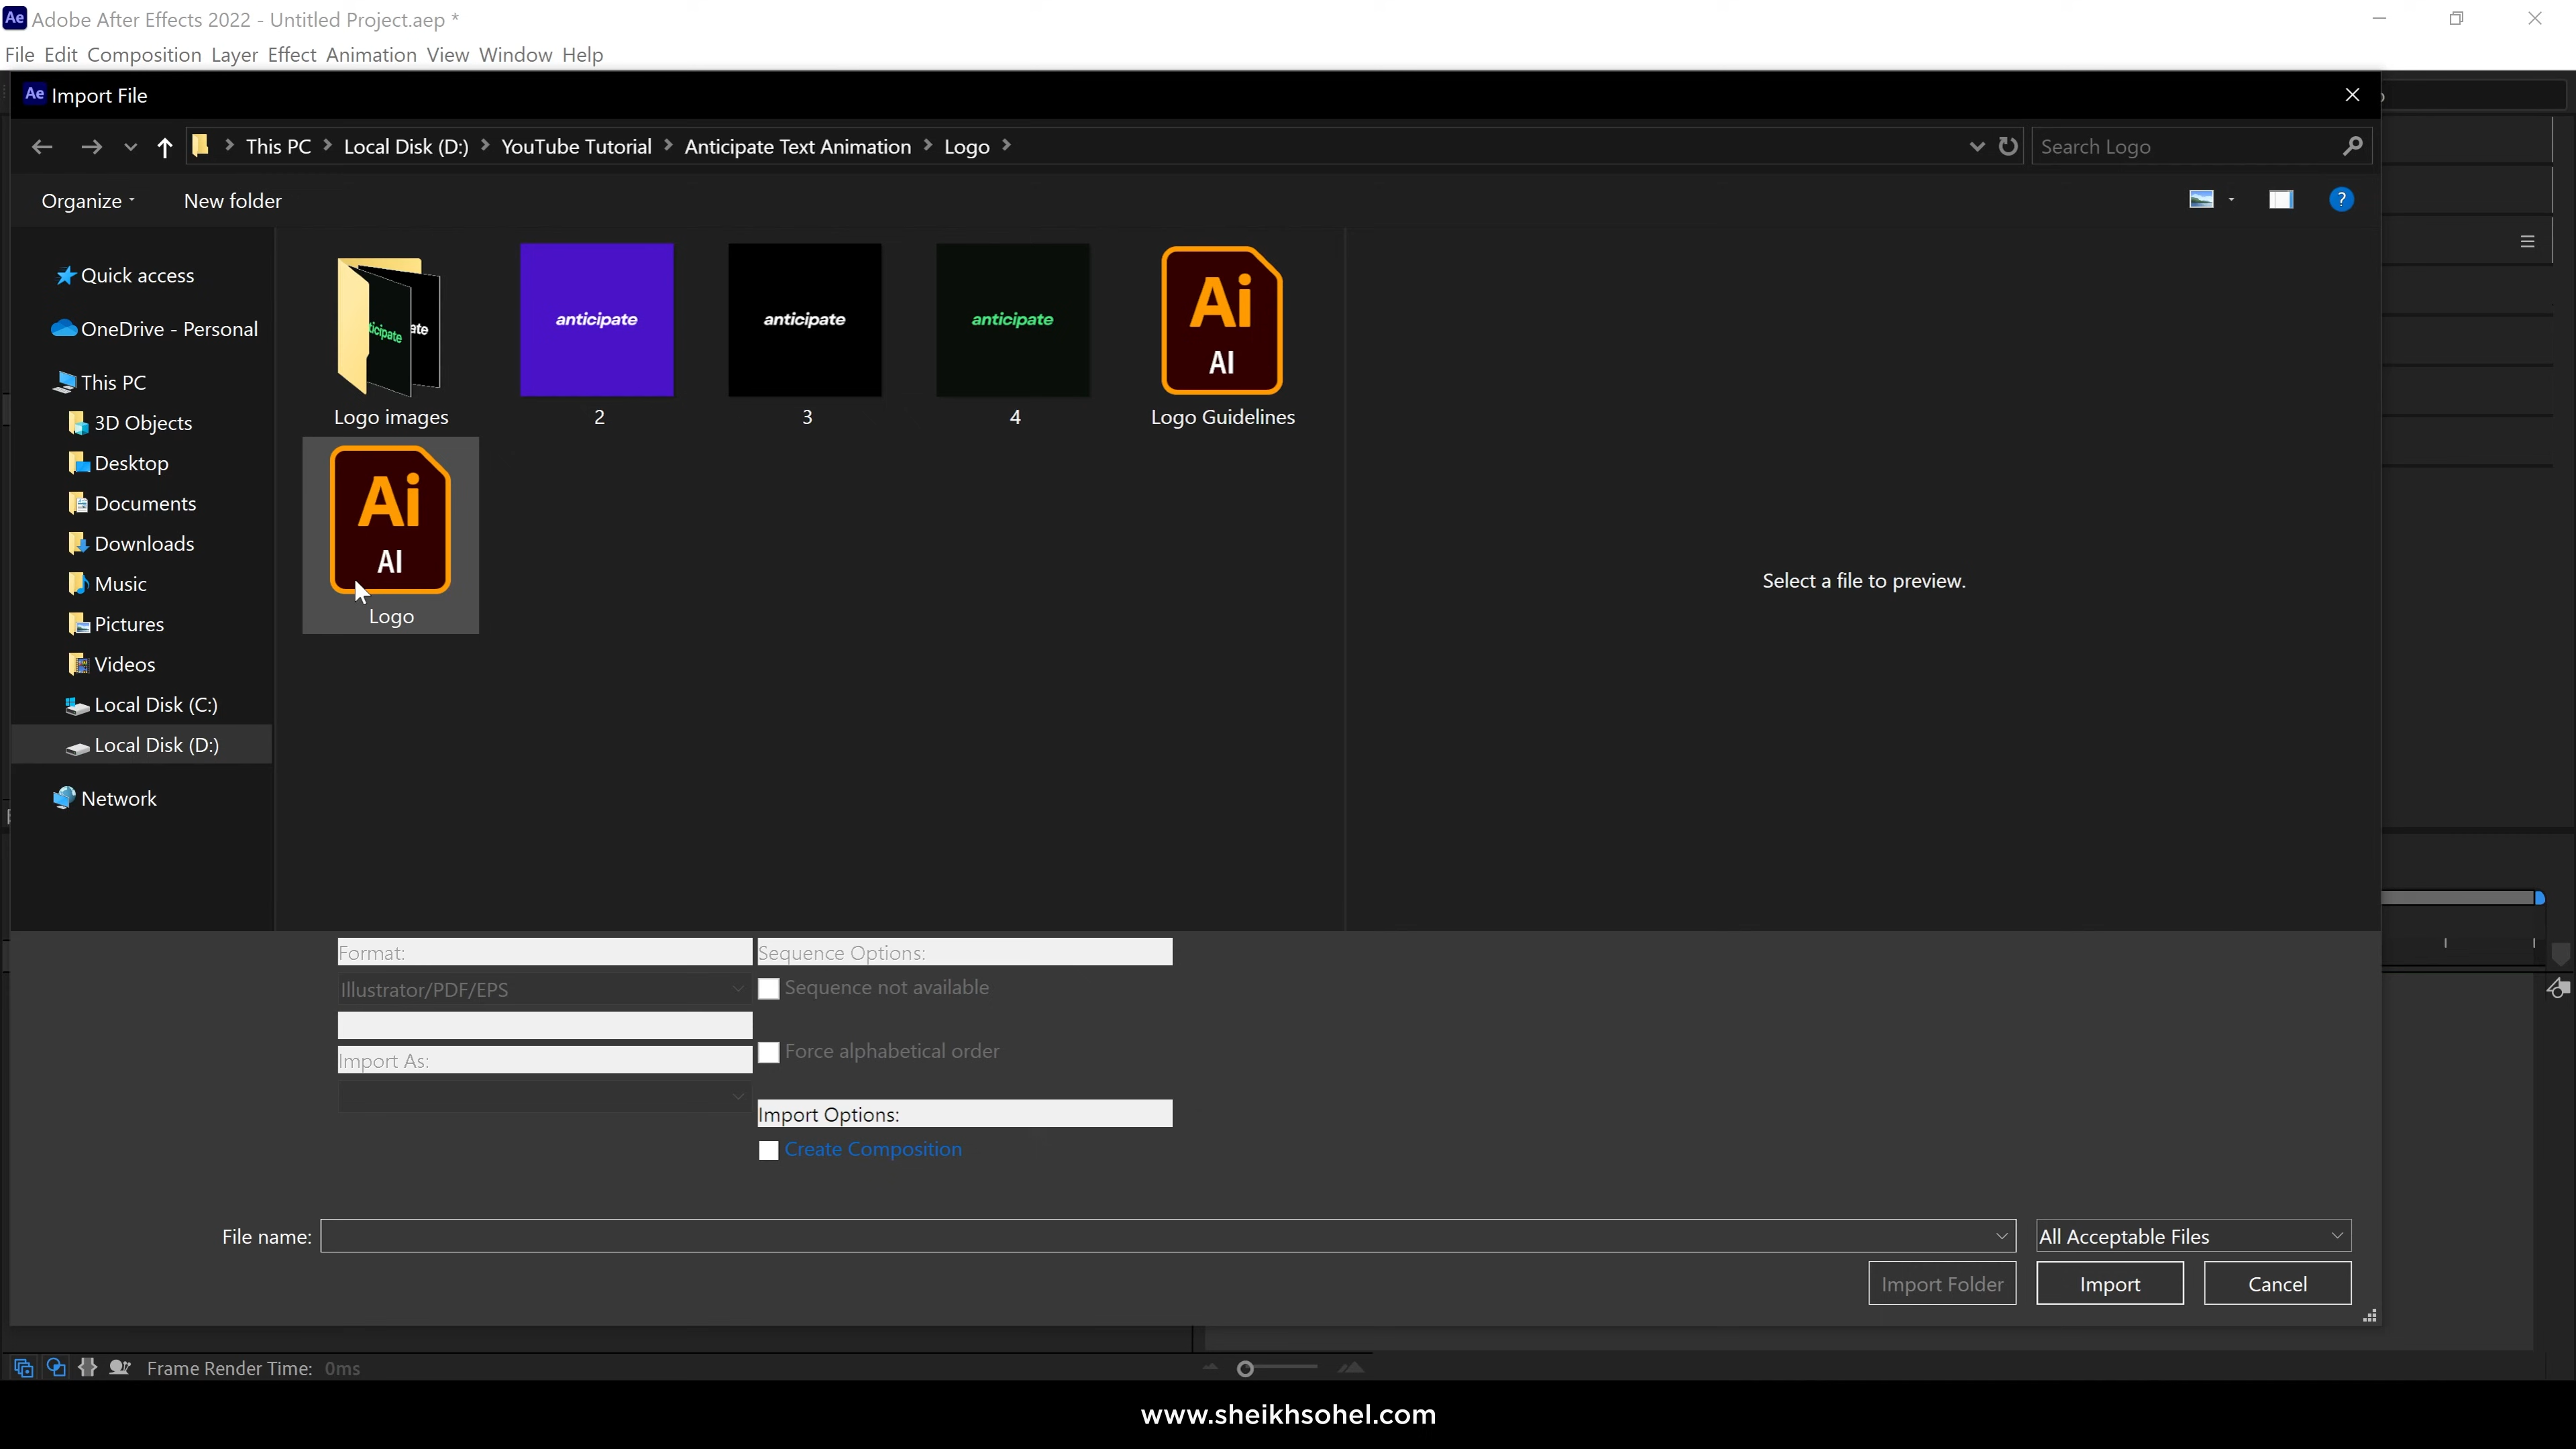 Ae Adobe After Effects 2022 - Untitled Project.aep *
File Edit Composition Layer Effect Animation View Window Help
Ae Import File
This PC > Local Disk (D:) > YouTube Tutorial > Anticipate Text Animation > Logo >
Search Logo
Organize
New folder
?
Quick access
OneDrive - Personal
This PC
3D Objects
Desktop
Documents
Downloads
Music
Pictures
Videos
Local Disk (C:)
Local Disk (D:)
Network
ticipate ate
anticipate
anticipate
anticipate
Ai
AI
Logo images
2
3
4
Logo Guidelines
Ai
AI
Logo
Select a file to preview.
Format:
Illustrator/PDF/EPS
Import As:
Sequence Options:
Sequence not available
Force alphabetical order
Import Options:
Create Composition
File name:
All Acceptable Files
Import Folder
Import
Cancel
Frame Render Time: 0ms
www.sheikhsohel.com